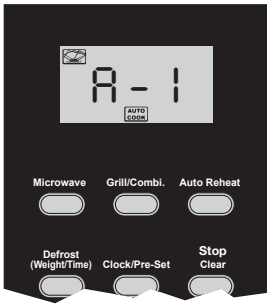 A-1
AUTO
COOK
Microwave Grill/Combi. Auto Reheat
Defrost
(Weight/Time) Clock/Pre-Set Stop
Clear